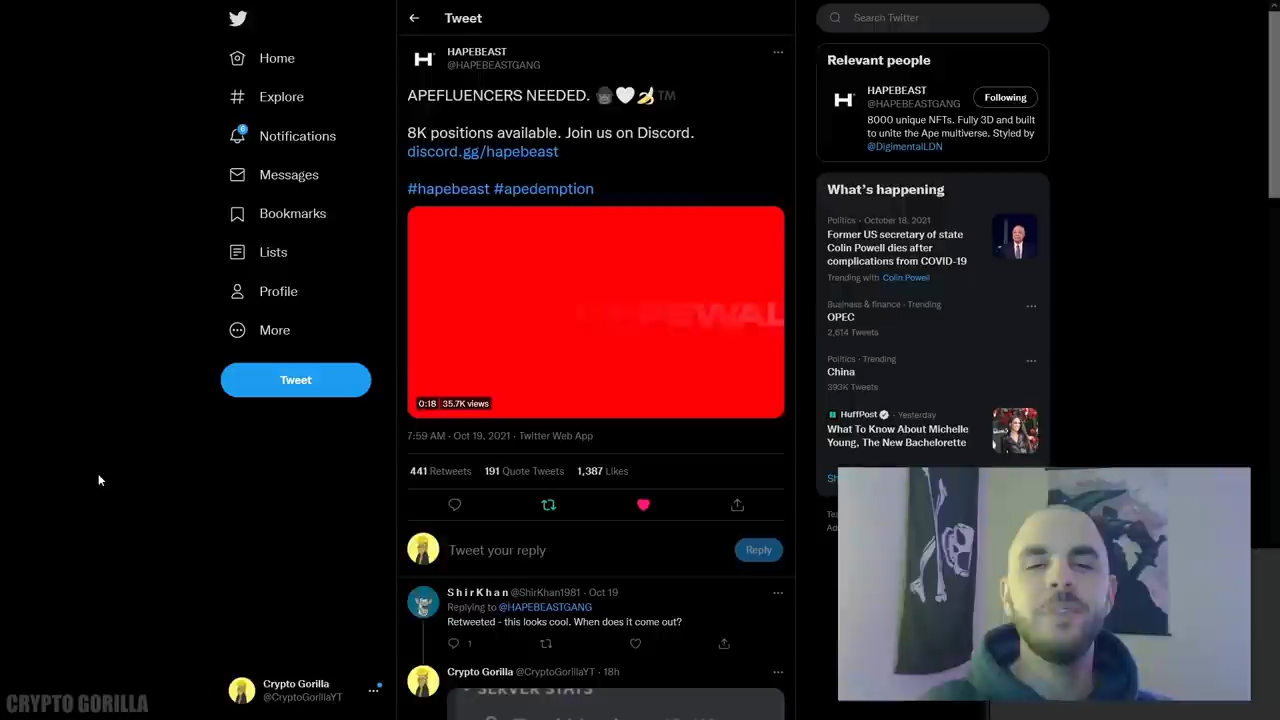 Home
Explore
6
Notifications
Messages
Bookmarks
Lists
Profile
More
Tweet
Crypto Gorilla
@CryptoGorillaYT
CRYPTO GORILLA
Tweet
HAPEBEAST
@HAPEBEASTGANG
APEFLUENCERS NEEDED. 🦍🤍🍌™
8K positions available. Join us on Discord.
discord.gg/hapebeast
#hapebeast #apedemption
0:18 35.7K views
7:59 AM · Oct 19, 2021 · Twitter Web App
441 Retweets 191 Quote Tweets 1,387 Likes
Tweet your reply
Reply
ShirKhan @ShirKhan1981 · Oct 19
Replying to @HAPEBEASTGANG
Retweeted - this looks cool. When does it come out?
1
Crypto Gorilla @CryptoGorillaYT · 18h
SERVER STATS
Search Twitter
Relevant people
HAPEBEAST
@HAPEBEASTGANG
Following
8000 unique NFTs. Fully 3D and built
to unite the Ape multiverse. Styled by
@DigimentalLDN
What's happening
Politics · October 18, 2021
Former US secretary of state
Colin Powell dies after
complications from COVID-19
Trending with Colin Powell
Business & finance · Trending
OPEC
2,614 Tweets
Politics · Trending
China
393K Tweets
HuffPost · Yesterday
What To Know About Michelle
Young, The New Bachelorette